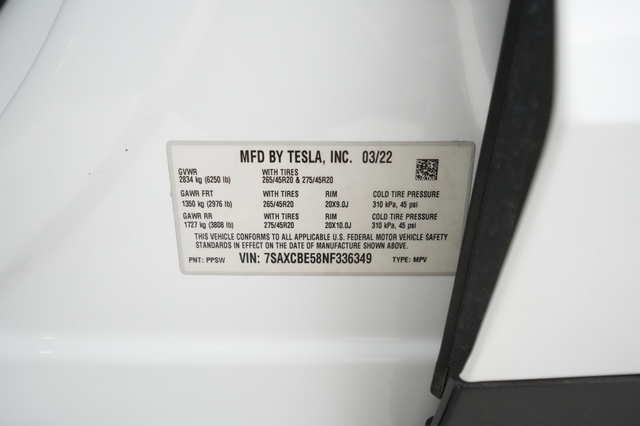 MFD BY TESLA, INC. 03/22
GVWR WITH TIRES
2834 kg (6250 lb) 265/45R20 & 275/45R20
GAWR FRT WITH TIRES RIM COLD TIRE PRESSURE
1350 kg (2976 lb) 265/45R20 20X9.0J 310 kPa, 45 psi
GAWR RR WITH TIRES RIM COLD TIRE PRESSURE
1727 kg (3808 lb) 275/45R20 20X10.0J 310 kPa, 45 psi
THIS VEHICLE CONFORMS TO ALL APPLICABLE U.S. FEDERAL MOTOR VEHICLE SAFETY
STANDARDS IN EFFECT ON THE DATE OF MANUFACTURE SHOWN ABOVE.
PNT: PPSW VIN: 7SAXCBE58NF336349 TYPE: MPV